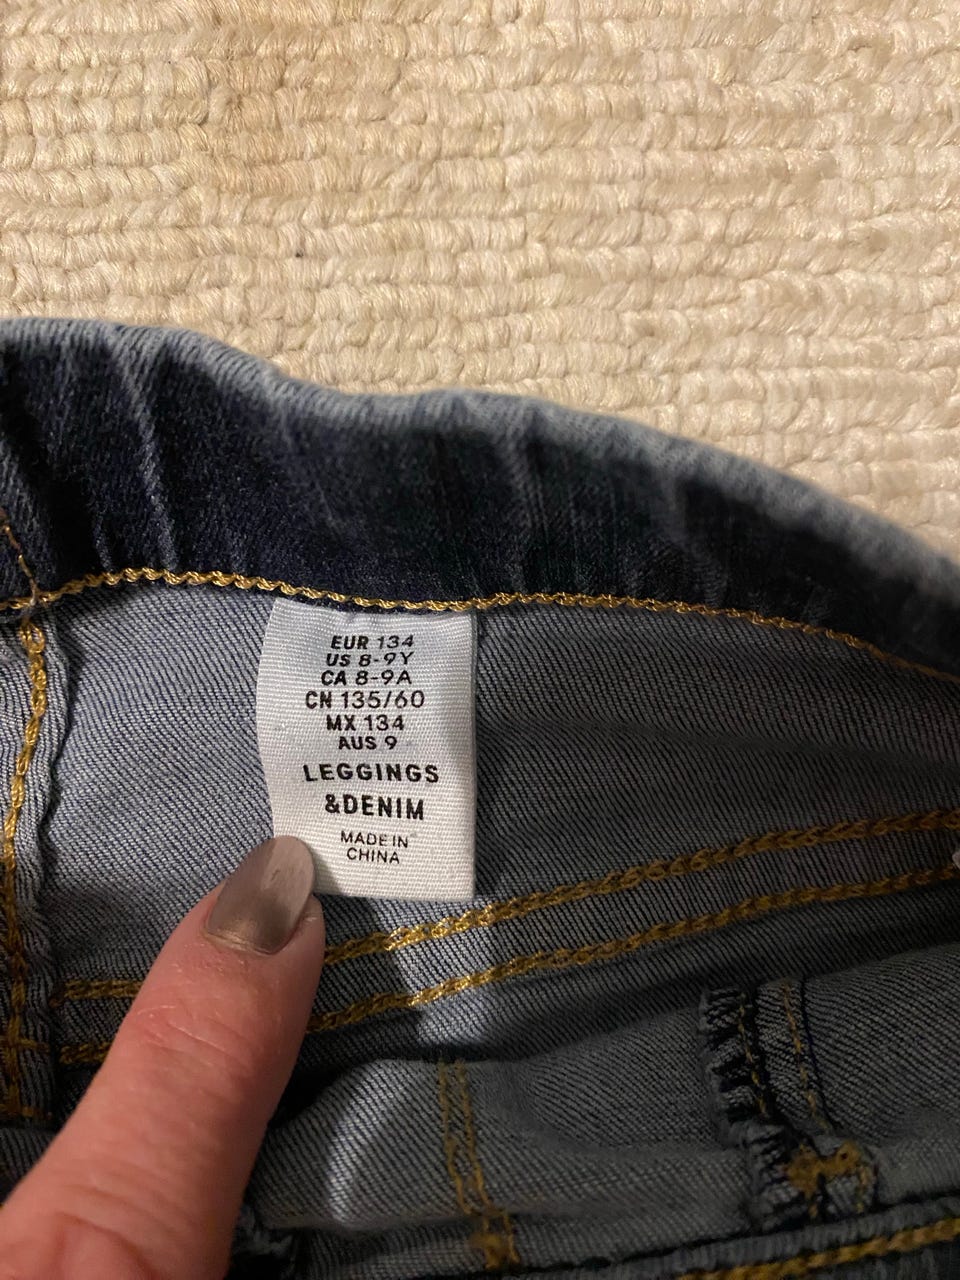 EUR 134
US 8-9Y
CA 8-9A
CN 135/60
MX 134
AUS 9
LEGGINGS
&DENIM
MADE IN
CHINA